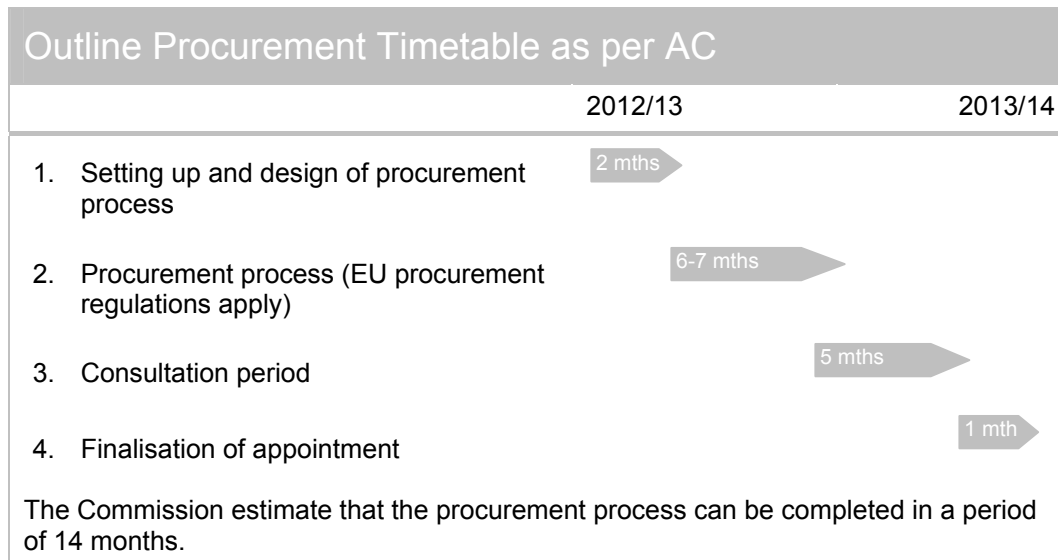 Outline Procurement Timetable as per AC
2012/13 2013/14
1. Setting up and design of procurement process
2 mths
2. Procurement process (EU procurement regulations apply)
6-7 mths
3. Consultation period
5 mths
4. Finalisation of appointment
1 mth
The Commission estimate that the procurement process can be completed in a period
of 14 months.